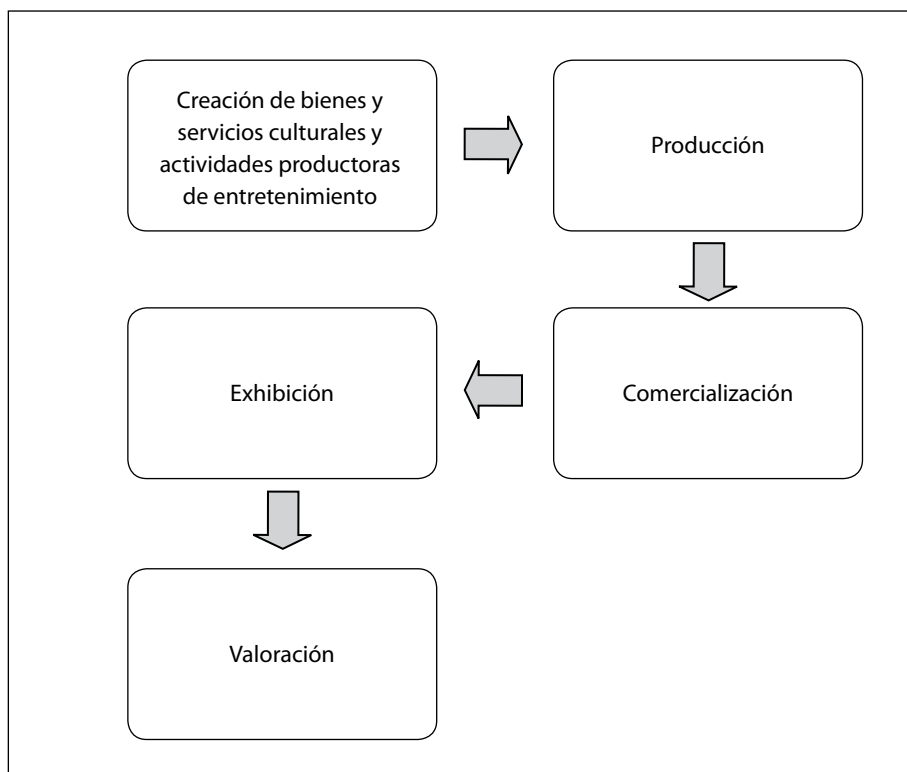 Creación de bienes y
servicios culturales y
actividades productoras
de entretenimiento
Producción
Comercialización
Exhibición
Valoración